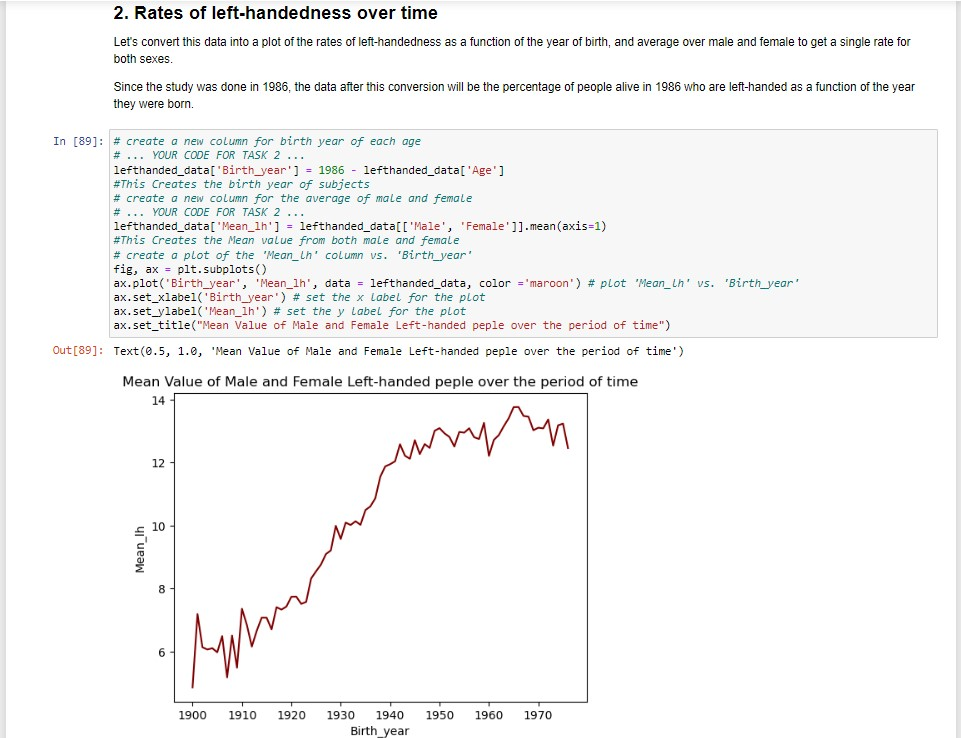 2. Rates of left-handedness over time
Let's convert this data into a plot of the rates of left-handedness as a function of the year of birth, and average over male and female to get a single rate for
both sexes.
Since the study was done in 1986, the data after this conversion will be the percentage of people alive in 1986 who are left-handed as a function of the year
they were born.
In [89]: # create a new column for birth year of each age
# ... YOUR CODE FOR TASK 2 ...
lefthanded_data['Birth_year'] = 1986 - lefthanded_data['Age']
#This Creates the birth year of subjects
# create a new column for the average of male and female
# ... YOUR CODE FOR TASK 2 ...
lefthanded_data['Mean_lh'] = lefthanded_data[['Male', 'Female']].mean(axis=1)
#This Creates the Mean value from both male and female
# create a plot of the 'Mean_lh' column vs. 'Birth_year'
fig, ax = plt.subplots()
ax.plot('Birth_year', 'Mean_lh', data = lefthanded_data, color ='maroon') # plot 'Mean_lh' vs. 'Birth_year'
ax.set_xlabel('Birth_year') # set the x label for the plot
ax.set_ylabel('Mean_lh') # set the y label for the plot
ax.set_title("Mean Value of Male and Female Left-handed peple over the period of time")
Out[89]: Text(0.5, 1.0, 'Mean Value of Male and Female Left-handed peple over the period of time')
Mean Value of Male and Female Left-handed peple over the period of time
14
12
10
8
6
Mean_lh
1900 1910 1920 1930 1940 1950 1960 1970
Birth_year